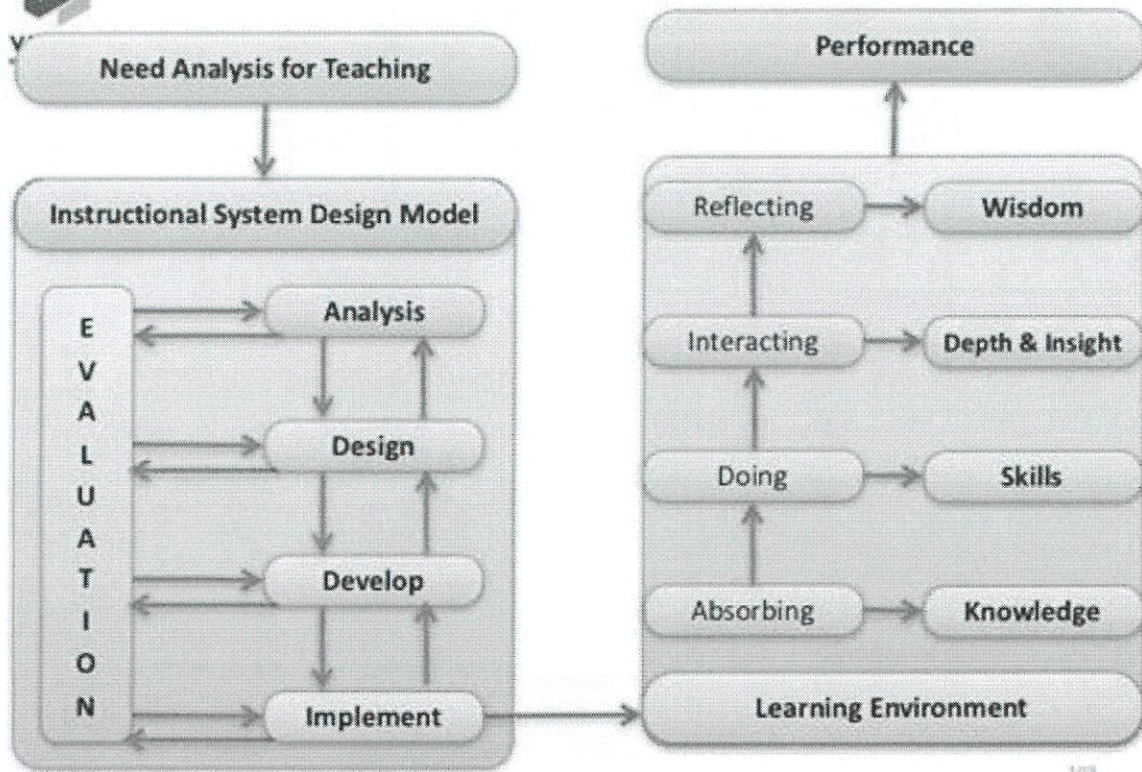 Need Analysis for Teaching
Instructional System Design Model
EVALUATION
Analysis
Design
Develop
Implement
Performance
Reflecting
Wisdom
Interacting
Depth & Insight
Doing
Skills
Absorbing
Knowledge
Learning Environment